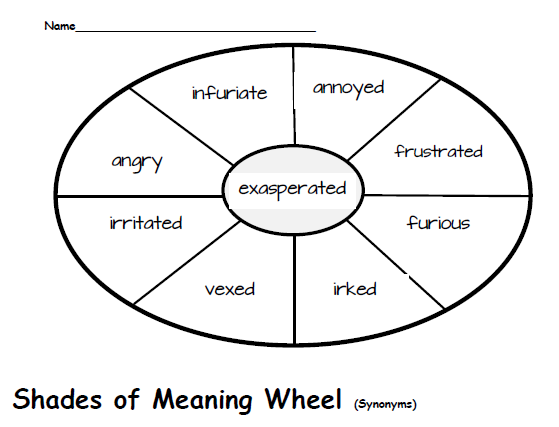 Name
infuriate
annoyed
angry
frustrated
exasperated
irritated
furious
vexed
irked
Shades of Meaning Wheel (Synonyms)